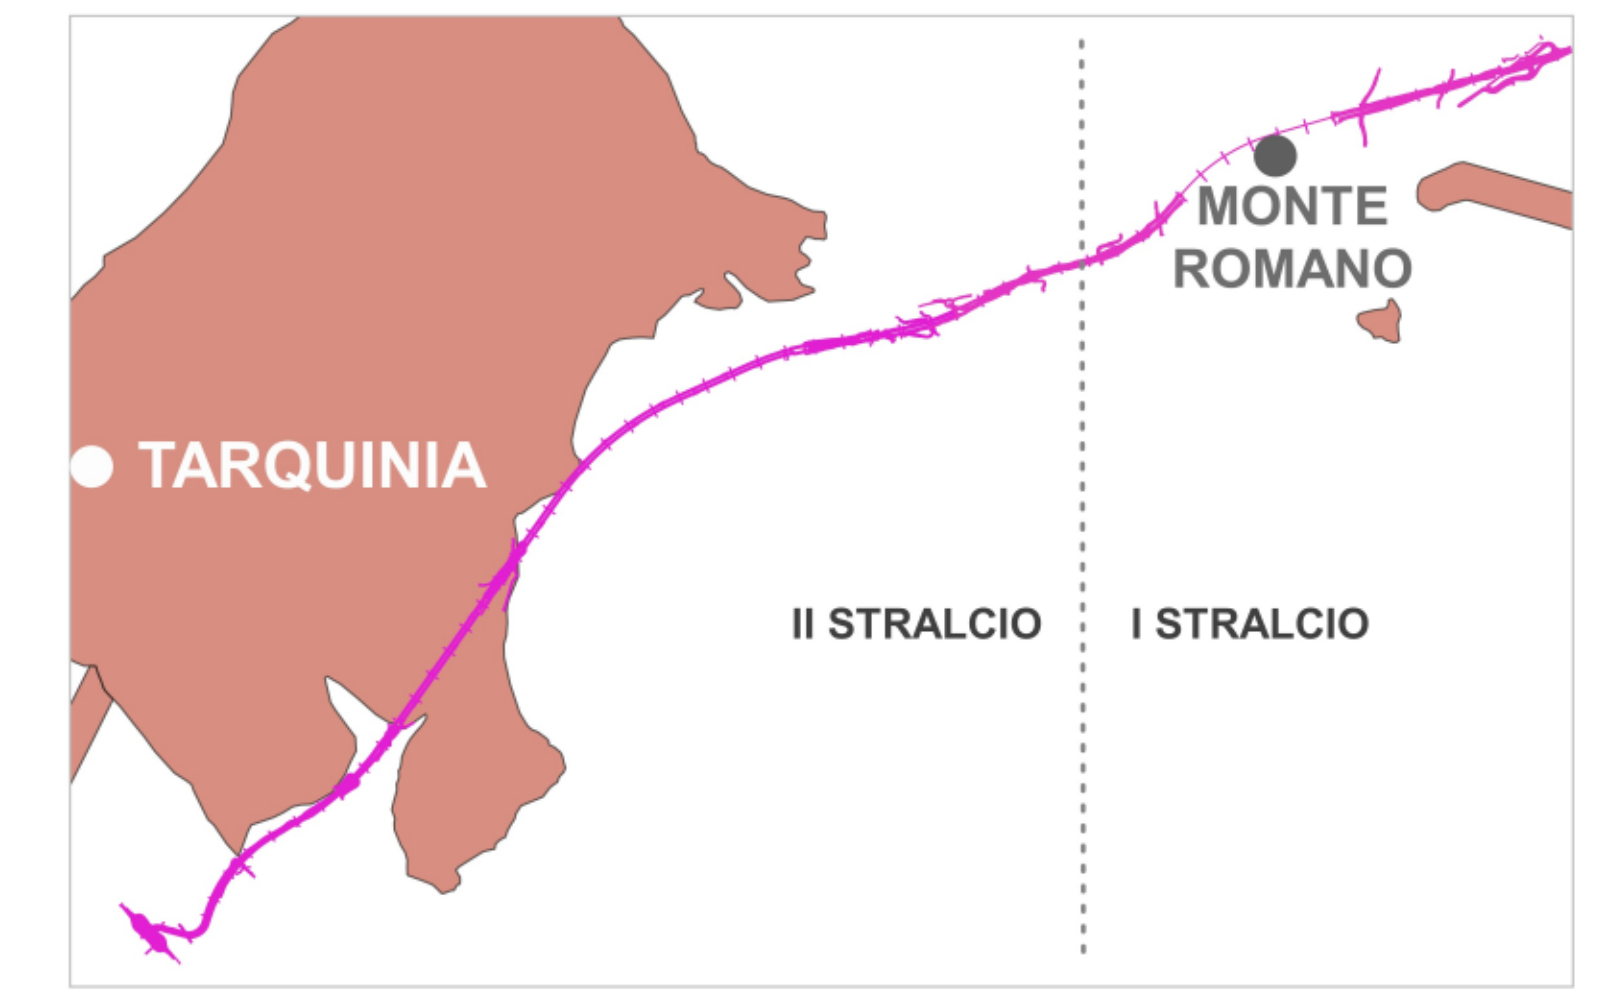 MONTE
ROMANO
TARQUINIA
II STRALCIO
I STRALCIO